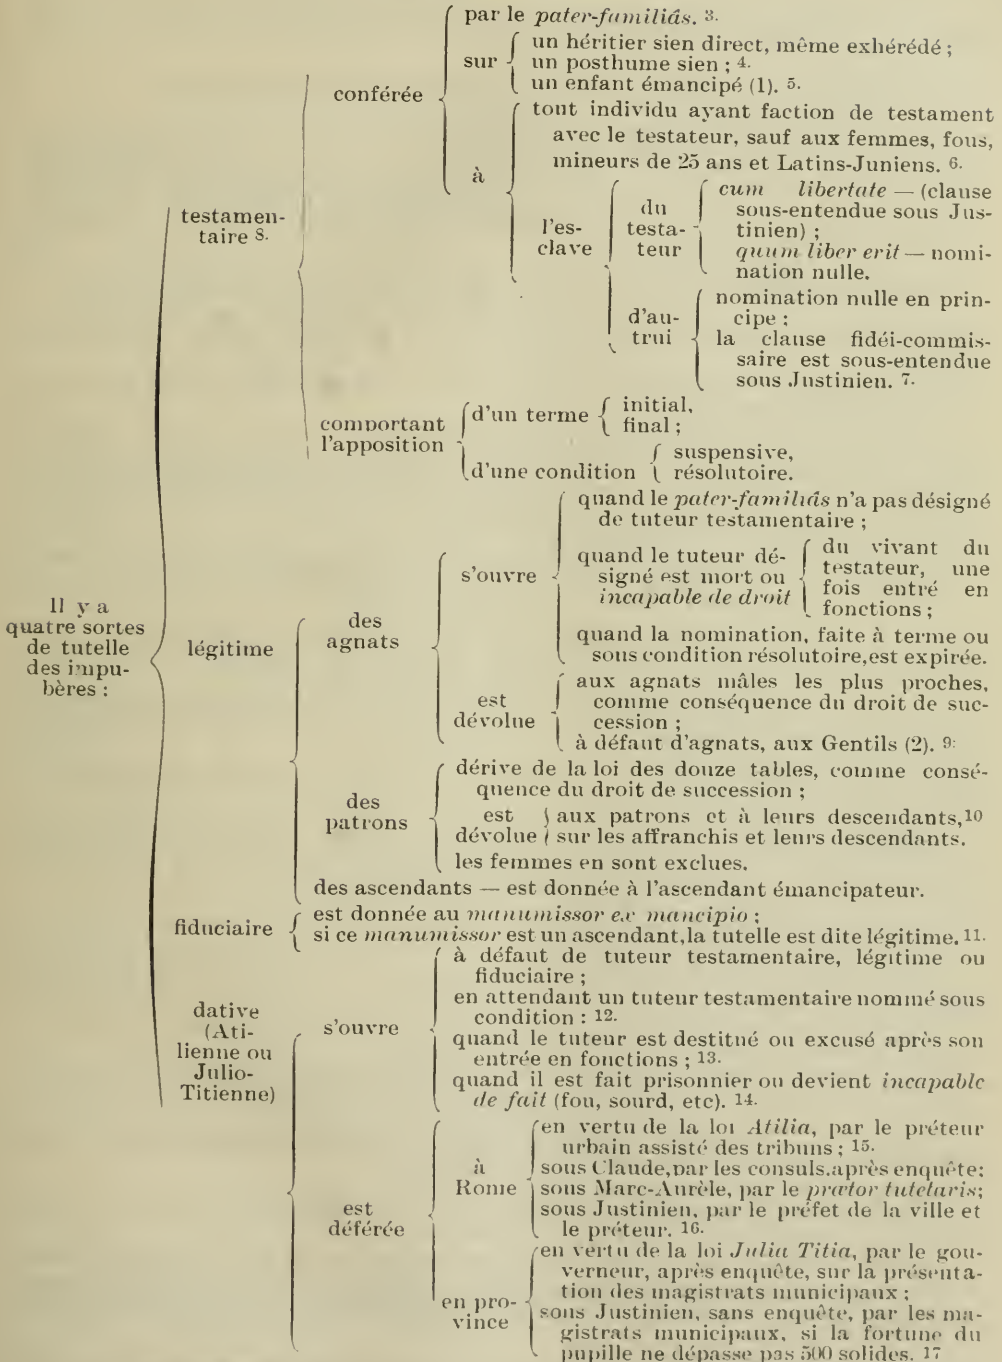 Il y a
quatre sortes
de tutelle
des impu-
bères :
testamen-
taire 8.
conférée
par le pater-familiâs. 3.
sur
un héritier sien direct, même exhérédé ;
un posthume sien ; 4.
un enfant émancipé (1). 5.
à
tout individu ayant faction de testament
avec le testateur, sauf aux femmes, fous,
mineurs de 25 ans et Latins-Juniens. 6.
l'es-
clave
du
testa-
teur
cum libertate — (clause
sous-entendue sous Jus-
tinien) ;
quum liber erit — nomi-
nation nulle.
d'au-
trui
nomination nulle en prin-
cipe ;
la clause fidéi-commis-
saire est sous-entendue
sous Justinien. 7.
comportant
l'apposition
d'un terme
initial,
final ;
d'une condition
suspensive,
résolutoire.
légitime
des
agnats
s'ouvre
quand le pater-familiâs n'a pas désigné
de tuteur testamentaire ;
quand le tuteur dé-
signé est mort ou
incapable de droit
du vivant du
testateur, une
fois entré en
fonctions ;
quand la nomination, faite à terme ou
sous condition résolutoire, est expirée.
est
dévolue
aux agnats mâles les plus proches,
comme conséquence du droit de suc-
cession ;
à défaut d'agnats, aux Gentils (2). 9.
des
patrons
dérive de la loi des douze tables, comme consé-
quence du droit de succession ;
est
dévolue
aux patrons et à leurs descendants, 10
sur les affranchis et leurs descendants.
les femmes en sont exclues.
des ascendants — est donnée à l'ascendant émancipateur.
fiduciaire
est donnée au manumissor ex mancipio ;
si ce manumissor est un ascendant, la tutelle est dite légitime. 11.
dative
(Ati-
lienne ou
Julio-
Titienne)
s'ouvre
à défaut de tuteur testamentaire, légitime ou
fiduciaire ;
en attendant un tuteur testamentaire nommé sous
condition : 12.
quand le tuteur est destitué ou excusé après son
entrée en fonctions ; 13.
quand il est fait prisonnier ou devient incapable
de fait (fou, sourd, etc). 14.
est
déférée
à
Rome
en vertu de la loi Atilia, par le préteur
urbain assisté des tribuns ; 15.
sous Claude, par les consuls, après enquête ;
sous Marc-Aurèle, par le prætor tutelaris ;
sous Justinien, par le préfet de la ville et
le préteur. 16.
en pro-
vince
en vertu de la loi Julia Titia, par le gou-
verneur, après enquête, sur la présenta-
tion des magistrats municipaux ;
sous Justinien, sans enquête, par les ma-
gistrats municipaux, si la fortune du
pupille ne dépasse pas 500 solides. 17